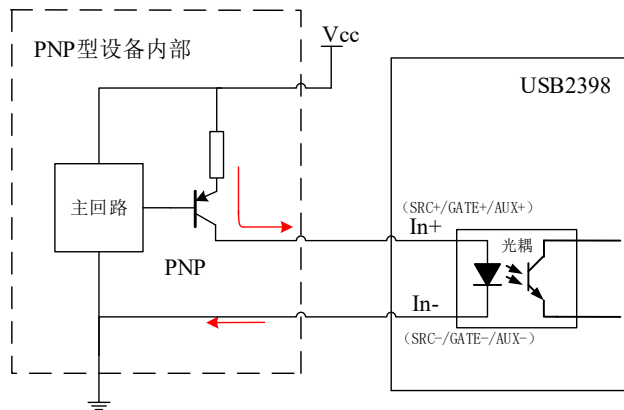 PNP型设备内部
Vcc
USB2398
主回路
PNP
（SRC+/GATE+/AUX+）
In+
光耦
In-
（SRC-/GATE-/AUX-）